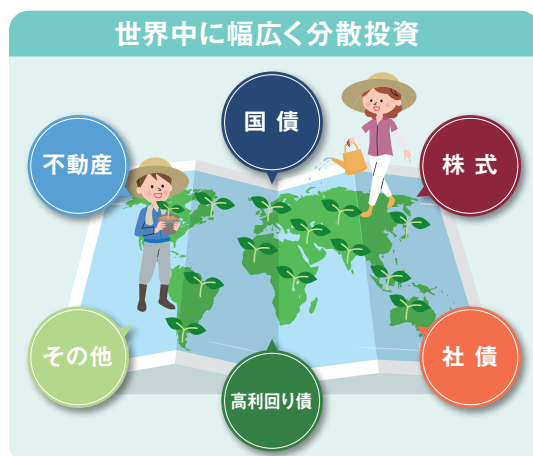 世界中に幅広く分散投資
国債
不動産
株式
その他
社債
高利回り債